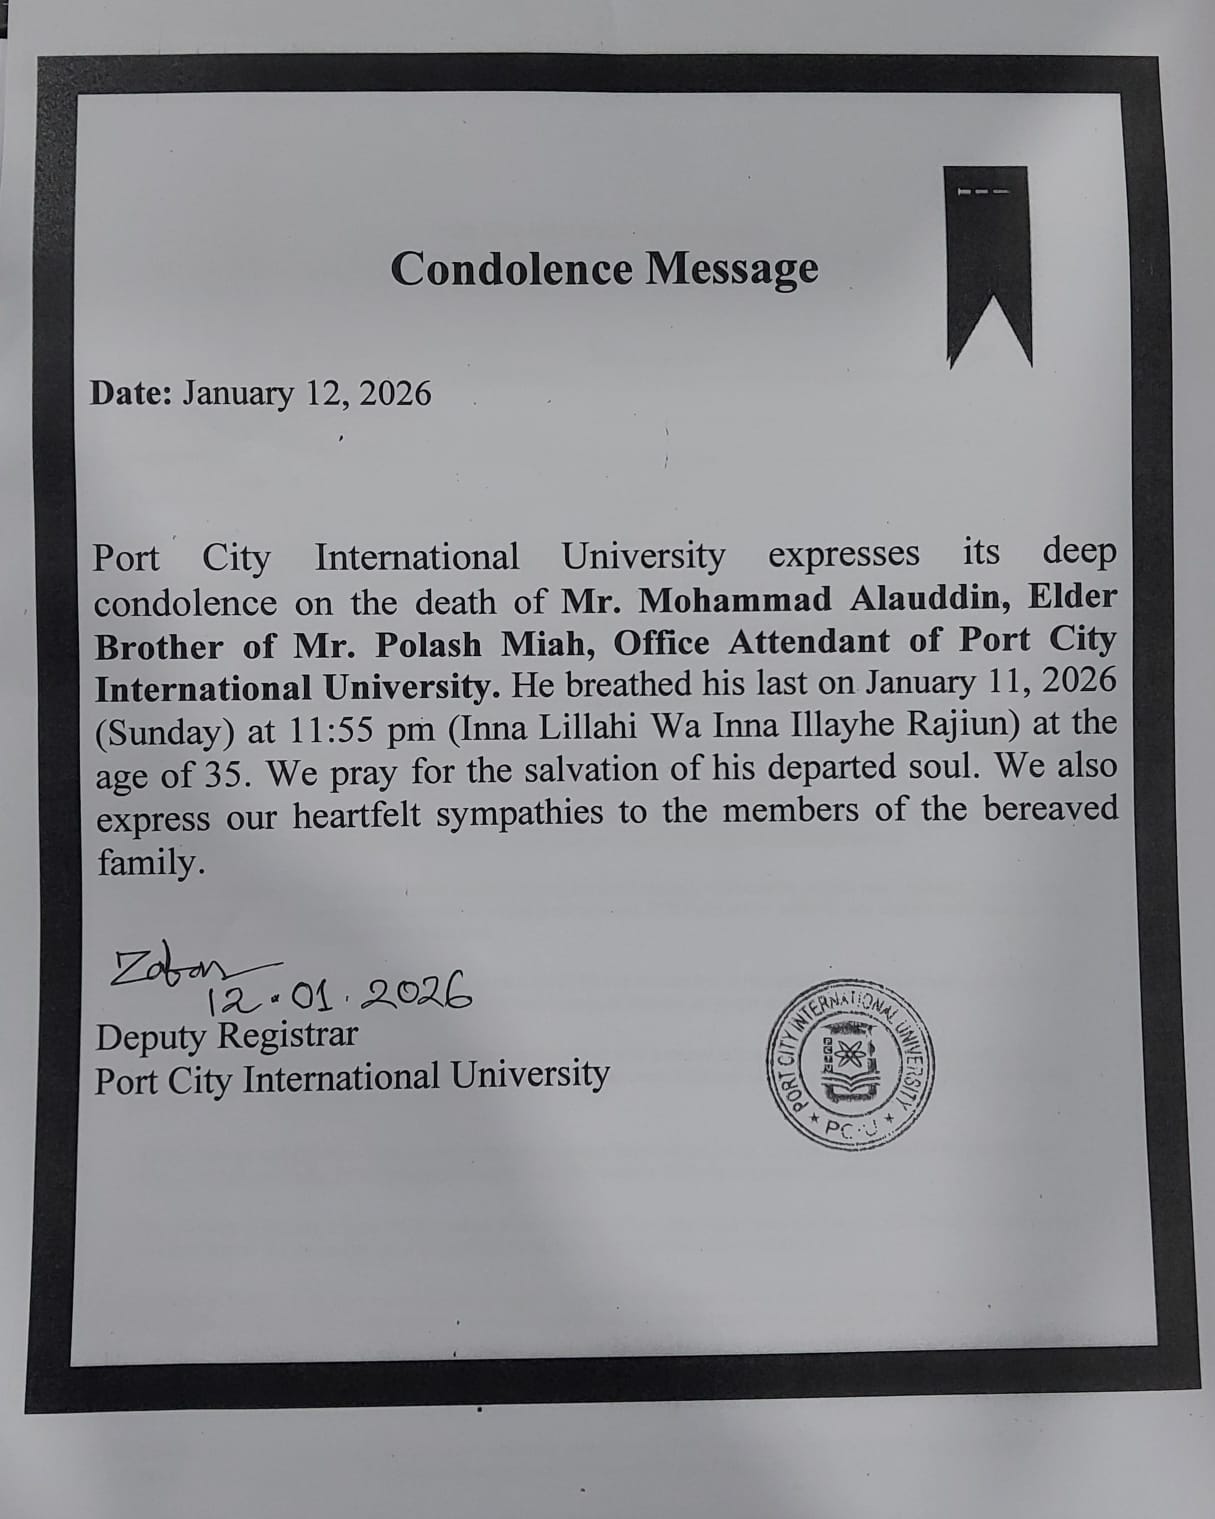 Condolence Message
Date: January 12, 2026
Port City International University expresses its deep
condolence on the death of Mr. Mohammad Alauddin, Elder
Brother of Mr. Polash Miah, Office Attendant of Port City
International University. He breathed his last on January 11, 2026
(Sunday) at 11:55 pm (Inna Lillahi Wa Inna Illayhe Rajiun) at the
age of 35. We pray for the salvation of his departed soul. We also
express our heartfelt sympathies to the members of the bereaved
family.
12.01.2026
Deputy Registrar
Port City International University
PORT CITY INTERNATIONAL UNIVERSITY